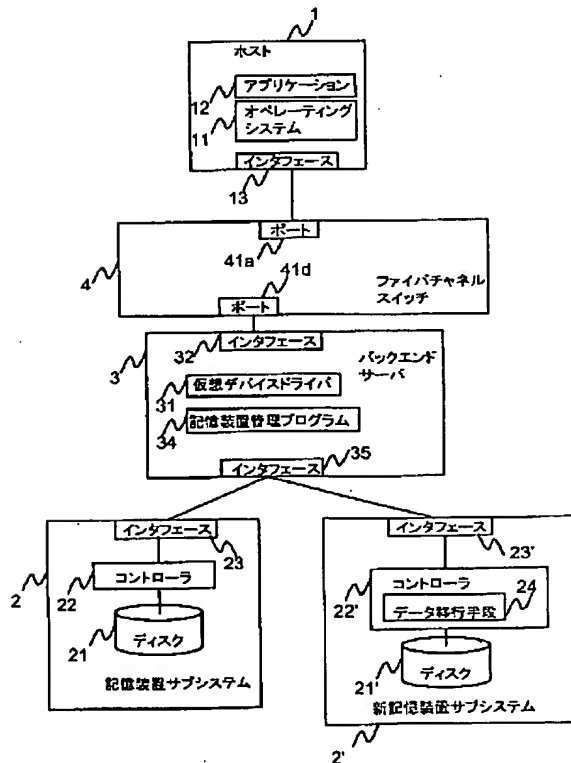 1
ホスト
アプリケーション
12
オペレーティング
システム
11
インタフェース
13
ポート
41a
4
41d
ファイバチャネル
スイッチ
ポート
3
32
インタフェース
バックエンド
サーバ
仮想デバイスドライバ
31
記憶装置管理プログラム
34
35
インタフェース
インタフェース
23
2
コントローラ
22
21
ディスク
記憶装置サブシステム
インタフェース
23'
コントローラ
24
22'
データ移行手段
ディスク
21'
新記憶装置サブシステム
2'